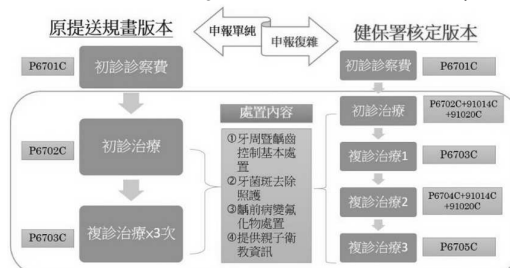 原提送規畫版本
申報單純
申報復雜
健保署核定版本
P6701C
初診診察費
初診診察費
P6701C
P6702C
初診治療
處置內容
①牙周暨齲齒
控制基本處
置
②牙菌斑去除
照護
③齲前病變氟
化物處置
④提供親子衛
教資訊
初診治療
P6702C+91014C
+91020C
複診治療1
P6703C
P6703C
複診治療x3次
複診治療2
P6704C+91014C
+91020C
複診治療3
P6705C